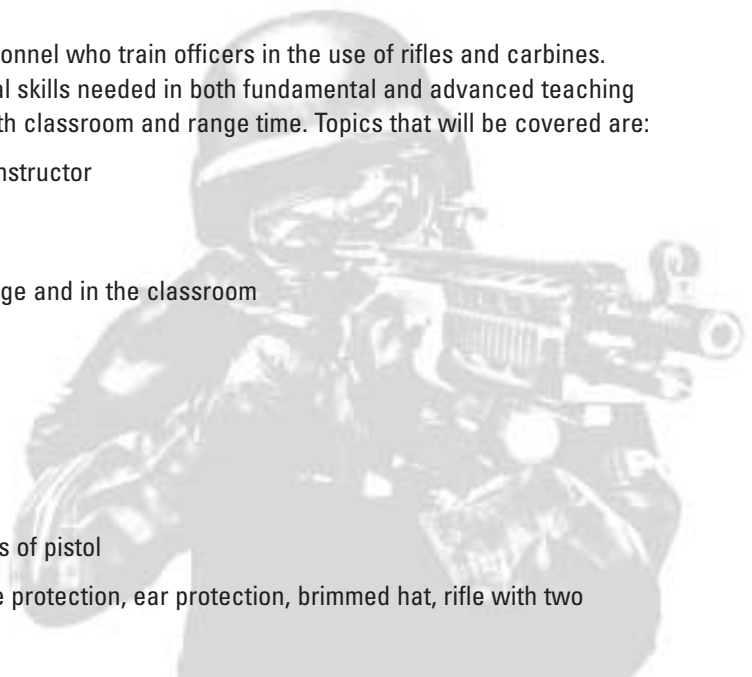 onnel who train officers in the use of rifles and carbines.
al skills needed in both fundamental and advanced teaching
th classroom and range time. Topics that will be covered are:
nstructor
ge and in the classroom
s of pistol
e protection, ear protection, brimmed hat, rifle with two